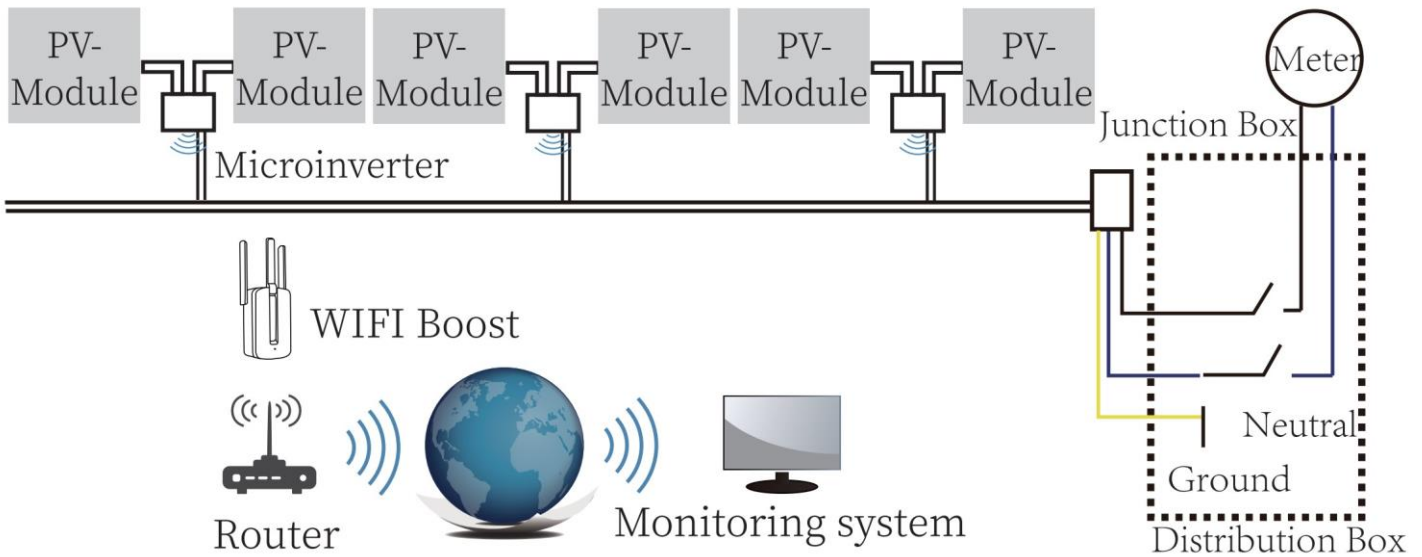 PV-
Module
PV-
Module
PV-
Module
PV-
Module
PV-
Module
PV-
Module
Meter
Junction Box
Microinverter
WIFI Boost
Neutral
Ground
Router
Monitoring system
Distribution Box